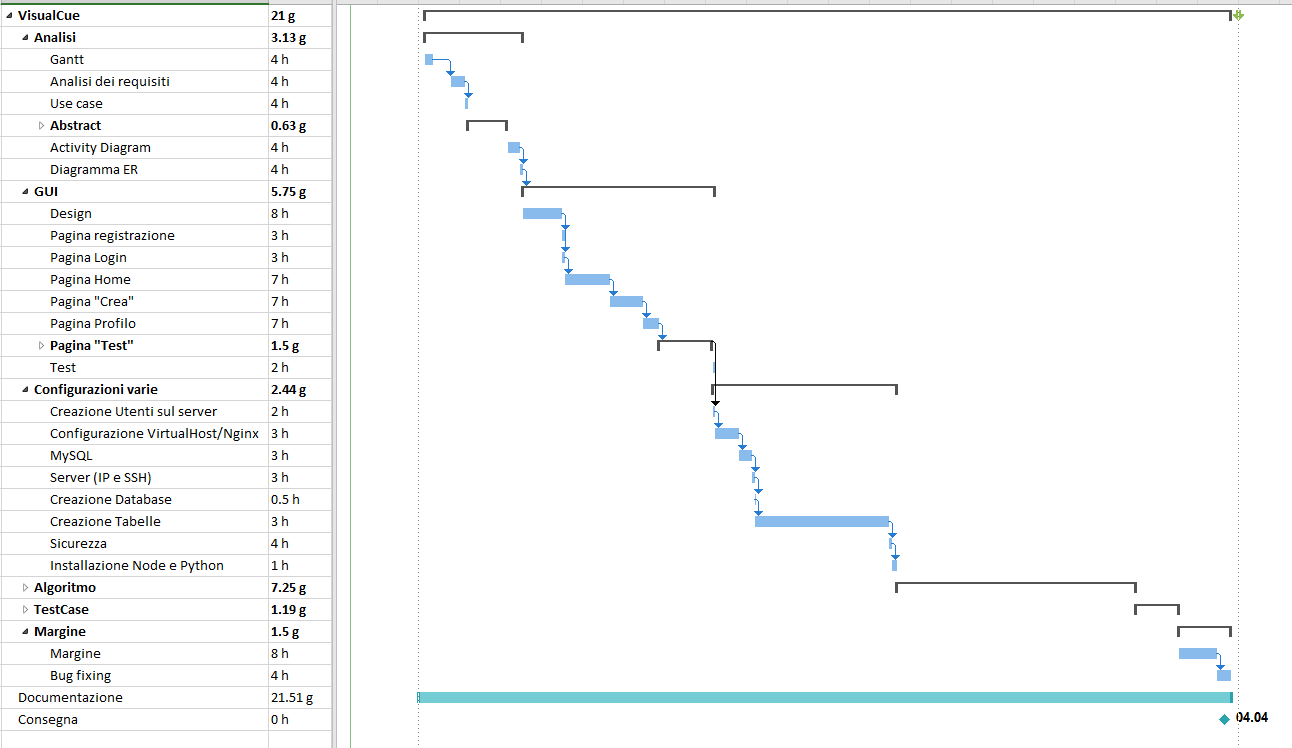 VisualCue 21 g
Analisi 3.13 g
Gantt 4 h
Analisi dei requisiti 4 h
Use case 4 h
Abstract 0.63 g
Activity Diagram 4 h
Diagramma ER 4 h
GUI 5.75 g
Design 8 h
Pagina registrazione 3 h
Pagina Login 3 h
Pagina Home 7 h
Pagina "Crea" 7 h
Pagina Profilo 7 h
Pagina "Test" 1.5 g
Test 2 h
Configurazioni varie 2.44 g
Creazione Utenti sul server 2 h
Configurazione VirtualHost/Nginx 3 h
MySQL 3 h
Server (IP e SSH) 3 h
Creazione Database 0.5 h
Creazione Tabelle 3 h
Sicurezza 4 h
Installazione Node e Python 1 h
Algoritmo 7.25 g
TestCase 1.19 g
Margine 1.5 g
Margine 8 h
Bug fixing 4 h
Documentazione 21.51 g
Consegna 0 h 04.04